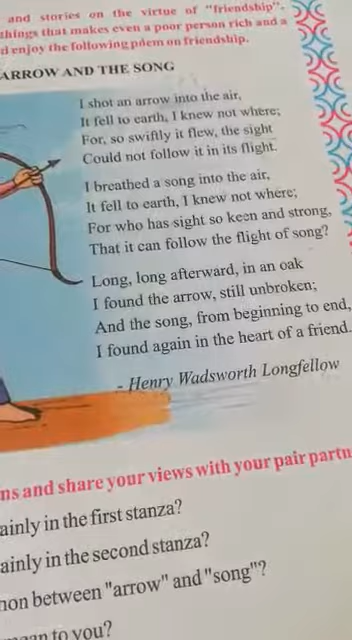 and stories on the virtue of "friendship".
things that makes even a poor person rich and a
enjoy the following poem on friendship.
ARROW AND THE SONG
I shot an arrow into the air,
It fell to earth, I knew not where;
For, so swiftly it flew, the sight
Could not follow it in its flight.
I breathed a song into the air,
It fell to earth, I knew not where;
For who has sight so keen and strong,
That it can follow the flight of song?
Long, long afterward, in an oak
I found the arrow, still unbroken;
And the song, from beginning to end,
I found again in the heart of a friend.
- Henry Wadsworth Longfellow
ns and share your views with your pair partn
ainly in the first stanza?
ainly in the second stanza?
mon between "arrow" and "song"?
to you?